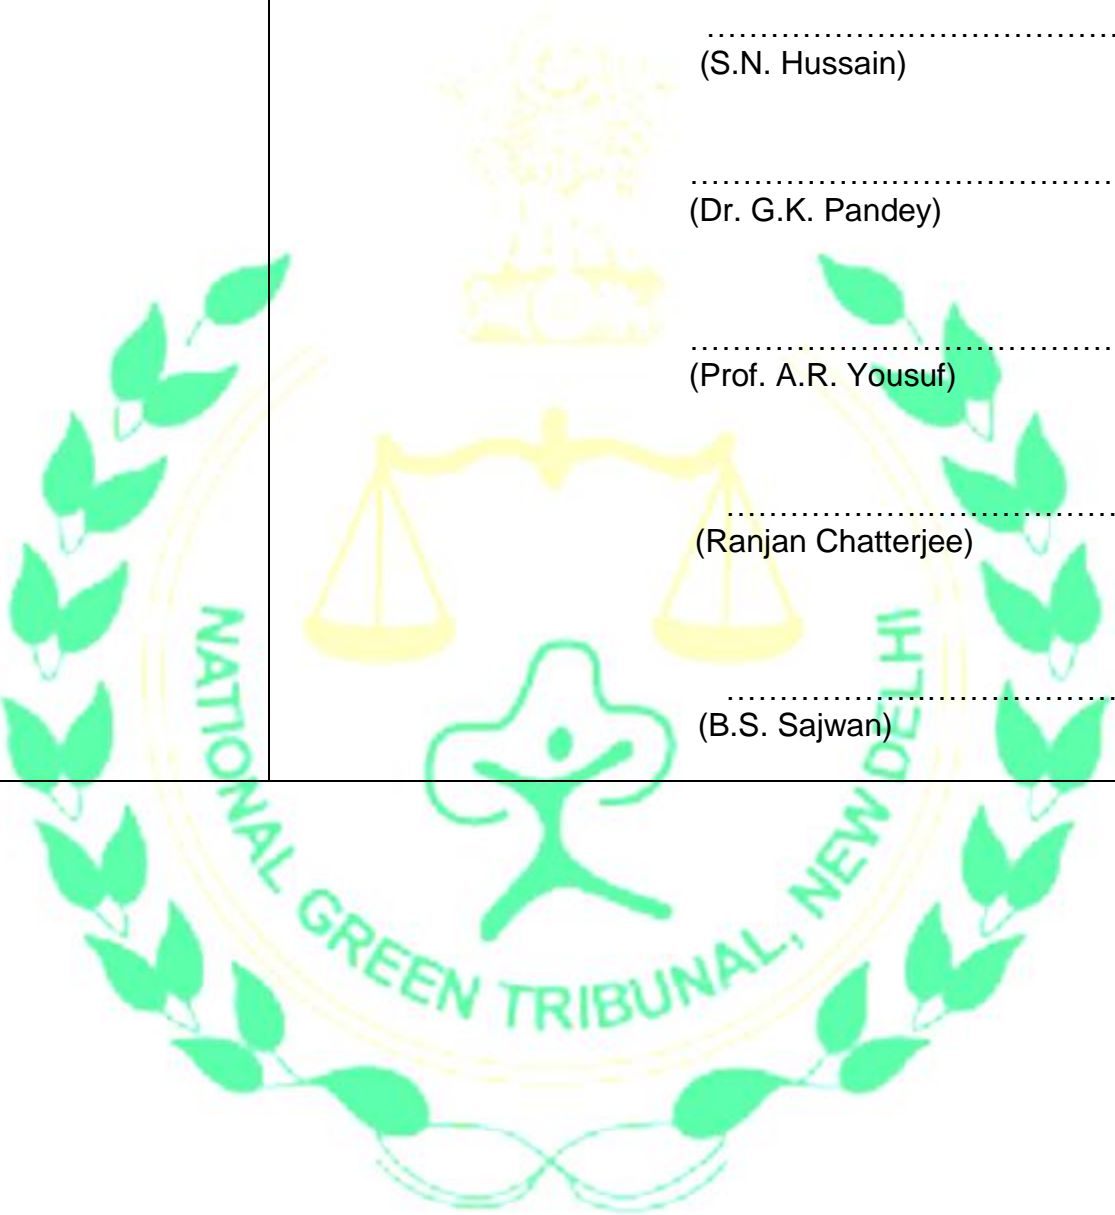 …………………………………
(S.N. Hussain)
…………………………………
(Dr. G.K. Pandey)
…………………………………
(Prof. A.R. Yousuf)
…………………………………
(Ranjan Chatterjee)
…………………………………
(B.S. Sajwan)
NATIONAL GREEN TRIBUNAL, NEW DELHI